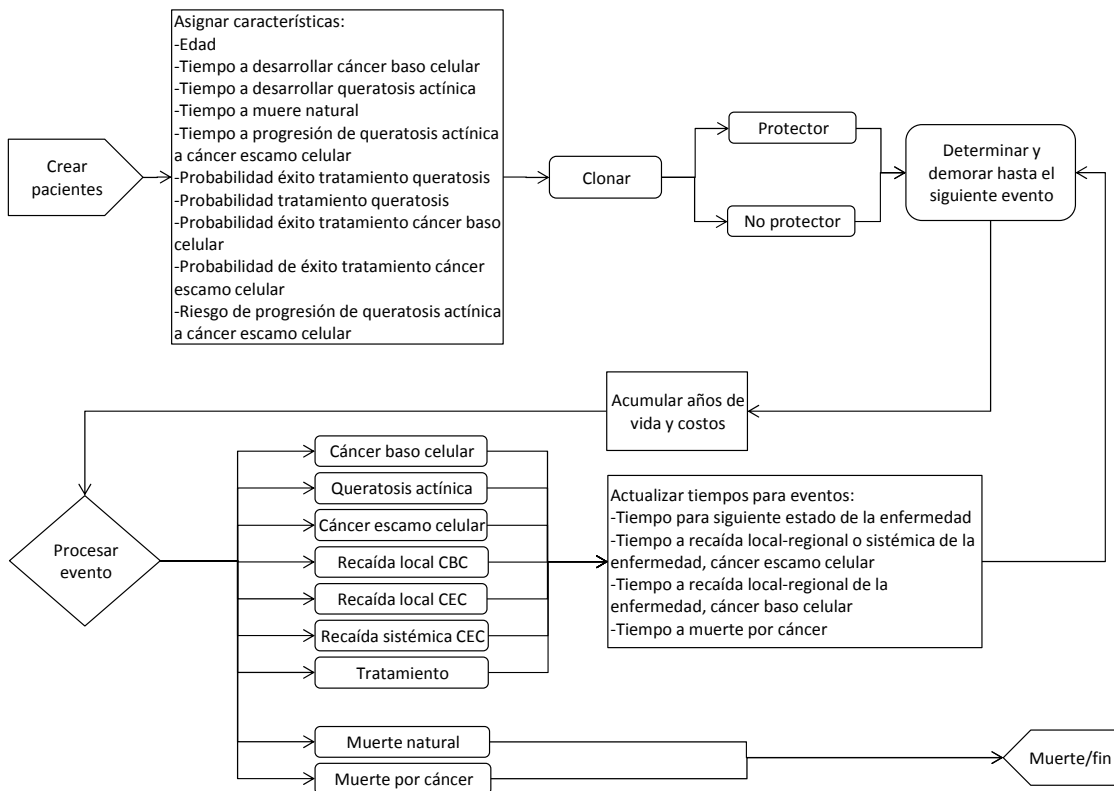 Asignar características:
-Edad
-Tiempo a desarrollar cáncer baso celular
-Tiempo a desarrollar queratosis actínica
-Tiempo a muere natural
-Tiempo a progresión de queratosis actínica
a cáncer escamo celular
-Probabilidad éxito tratamiento queratosis
-Probabilidad tratamiento queratosis
-Probabilidad éxito tratamiento cáncer baso
celular
-Probabilidad de éxito tratamiento cáncer
escamo celular
-Riesgo de progresión de queratosis actínica
a cáncer escamo celular
Crear
pacientes
Clonar
Protector
No protector
Determinar y
demorar hasta el
siguiente evento
Acumular años de
vida y costos
Procesar
evento
Cáncer baso celular
Queratosis actínica
Cáncer escamo celular
Recaída local CBC
Recaída local CEC
Recaída sistémica CEC
Tratamiento
Muerte natural
Muerte por cáncer
Actualizar tiempos para eventos:
-Tiempo para siguiente estado de la enfermedad
-Tiempo a recaída local-regional o sistémica de la
enfermedad, cáncer escamo celular
-Tiempo a recaída local-regional de la
enfermedad, cáncer baso celular
-Tiempo a muerte por cáncer
Muerte/fin